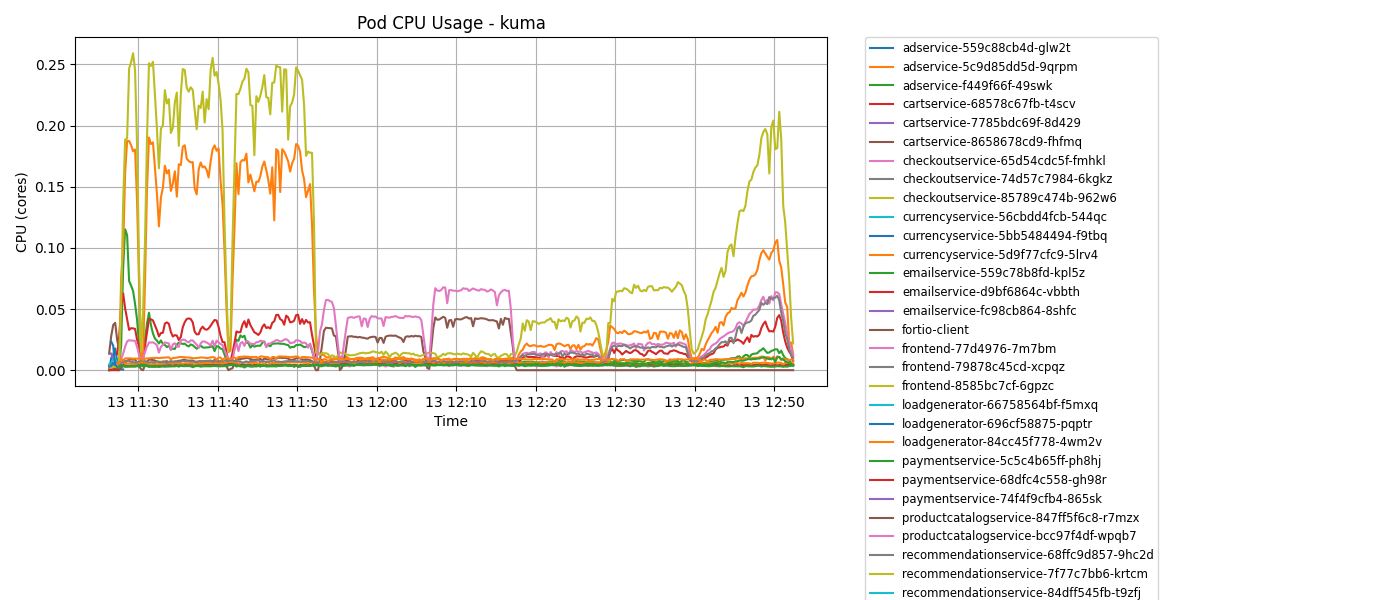 Pod CPU Usage - kuma
0.25
0.20
0.15
0.10
0.05
0.00
CPU (cores)
13 11:30 13 11:40 13 11:50 13 12:00 13 12:10 13 12:20 13 12:30 13 12:40 13 12:50
Time
adservice-559c88cb4d-glw2t
adservice-5c9d85dd5d-9qrpm
adservice-f449f66f-49swk
cartservice-68578c67fb-t4scv
cartservice-7785bdc69f-8d429
cartservice-8658678cd9-fhfmq
checkoutservice-65d54cdc5f-fmhkl
checkoutservice-74d57c7984-6kgkz
checkoutservice-85789c474b-962w6
currencyservice-56cbdd4fcb-544qc
currencyservice-5bb5484494-f9tbq
currencyservice-5d9f77cfc9-5lrv4
emailservice-559c78b8fd-kpl5z
emailservice-d9bf6864c-vbbth
emailservice-fc98cb864-8shfc
fortio-client
frontend-77d4976-7m7bm
frontend-79878c45cd-xcpqz
frontend-8585bc7cf-6gpzc
loadgenerator-66758564bf-f5mxq
loadgenerator-696cf58875-pqptr
loadgenerator-84cc45f778-4wm2v
paymentservice-5c5c4b65ff-ph8hj
paymentservice-68dfc4c558-gh98r
paymentservice-74f4f9cfb4-865sk
productcatalogservice-847ff5f6c8-r7mzx
productcatalogservice-bcc97f4df-wpqb7
recommendationservice-68ffc9d857-9hc2d
recommendationservice-7f77c7bb6-krtcm
recommendationservice-84dff545fb-t9zfj